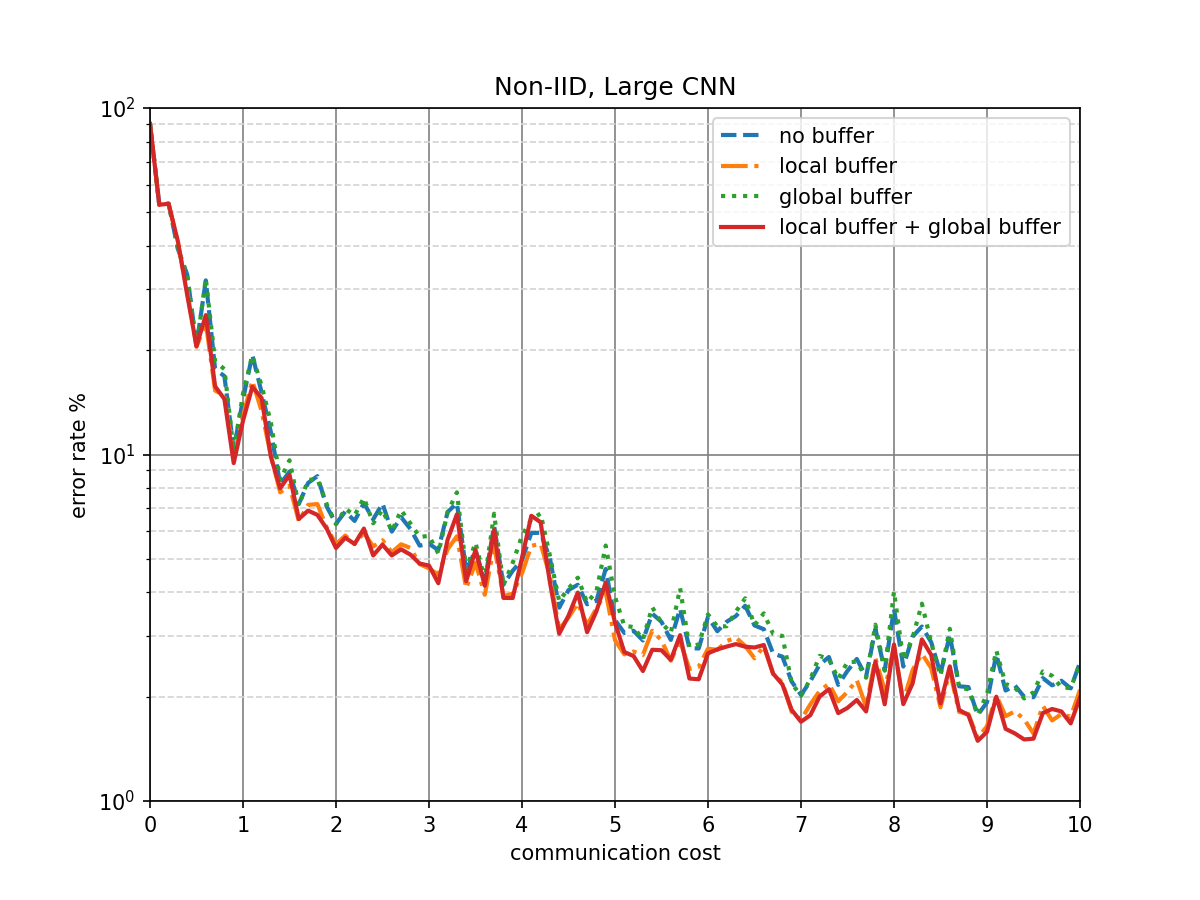 Non-IID, Large CNN
10²
no buffer
local buffer
global buffer
local buffer + global buffer
error rate %
10¹
10⁰
0 1 2 3 4 5 6 7 8 9 10
communication cost